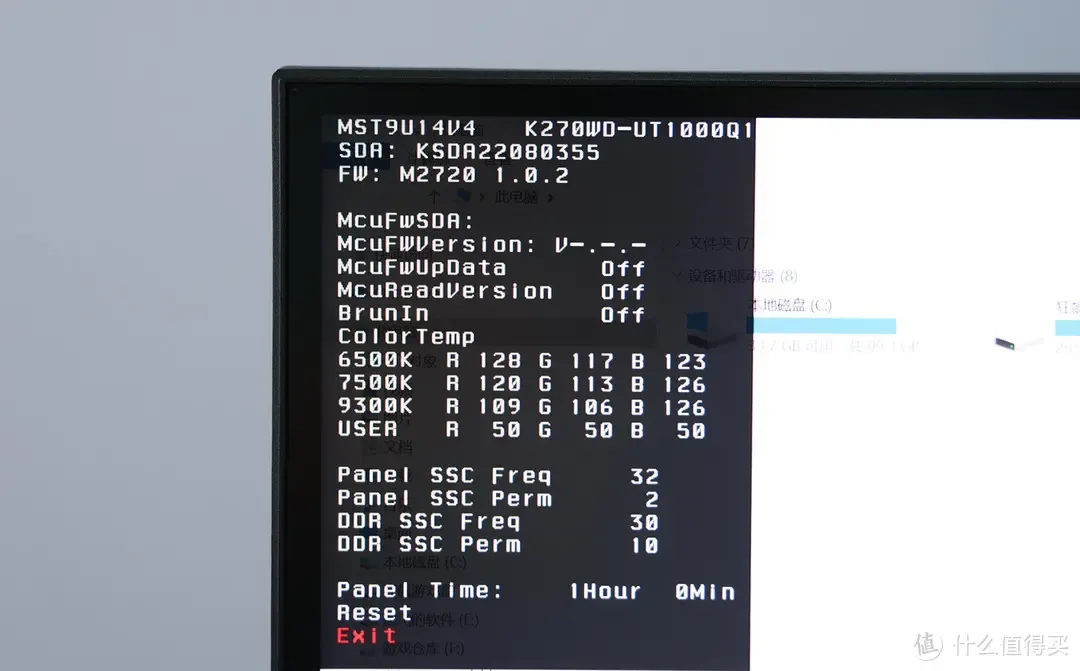 MST9U14V4 K270WD-UT1000Q1
SDA: KSDA22080355
FW: M2720 1.0.2
此电脑
McuFwSDA:
McuFWVersion: V-.-.-
文件夹 (7)
McuFwUpData Off
设备和驱动器 (8)
McuReadVersion Off
本地磁盘 (C:)
BrunIn Off
ColorTemp
6500K R 128 G 117 B 123
7500K R 120 G 113 B 126
9300K R 109 G 106 B 126
USER R 50 G 50 B 50
文档
Panel SSC Freq 32
Panel SSC Perm 2
DDR SSC Freq 30
DDR SSC Perm 10
本地磁盘 (C:)
Panel Time: 1Hour 0Min
Reset
的软件 (E:)
Exit
游戏仓库 (F:)
值 什么值得买